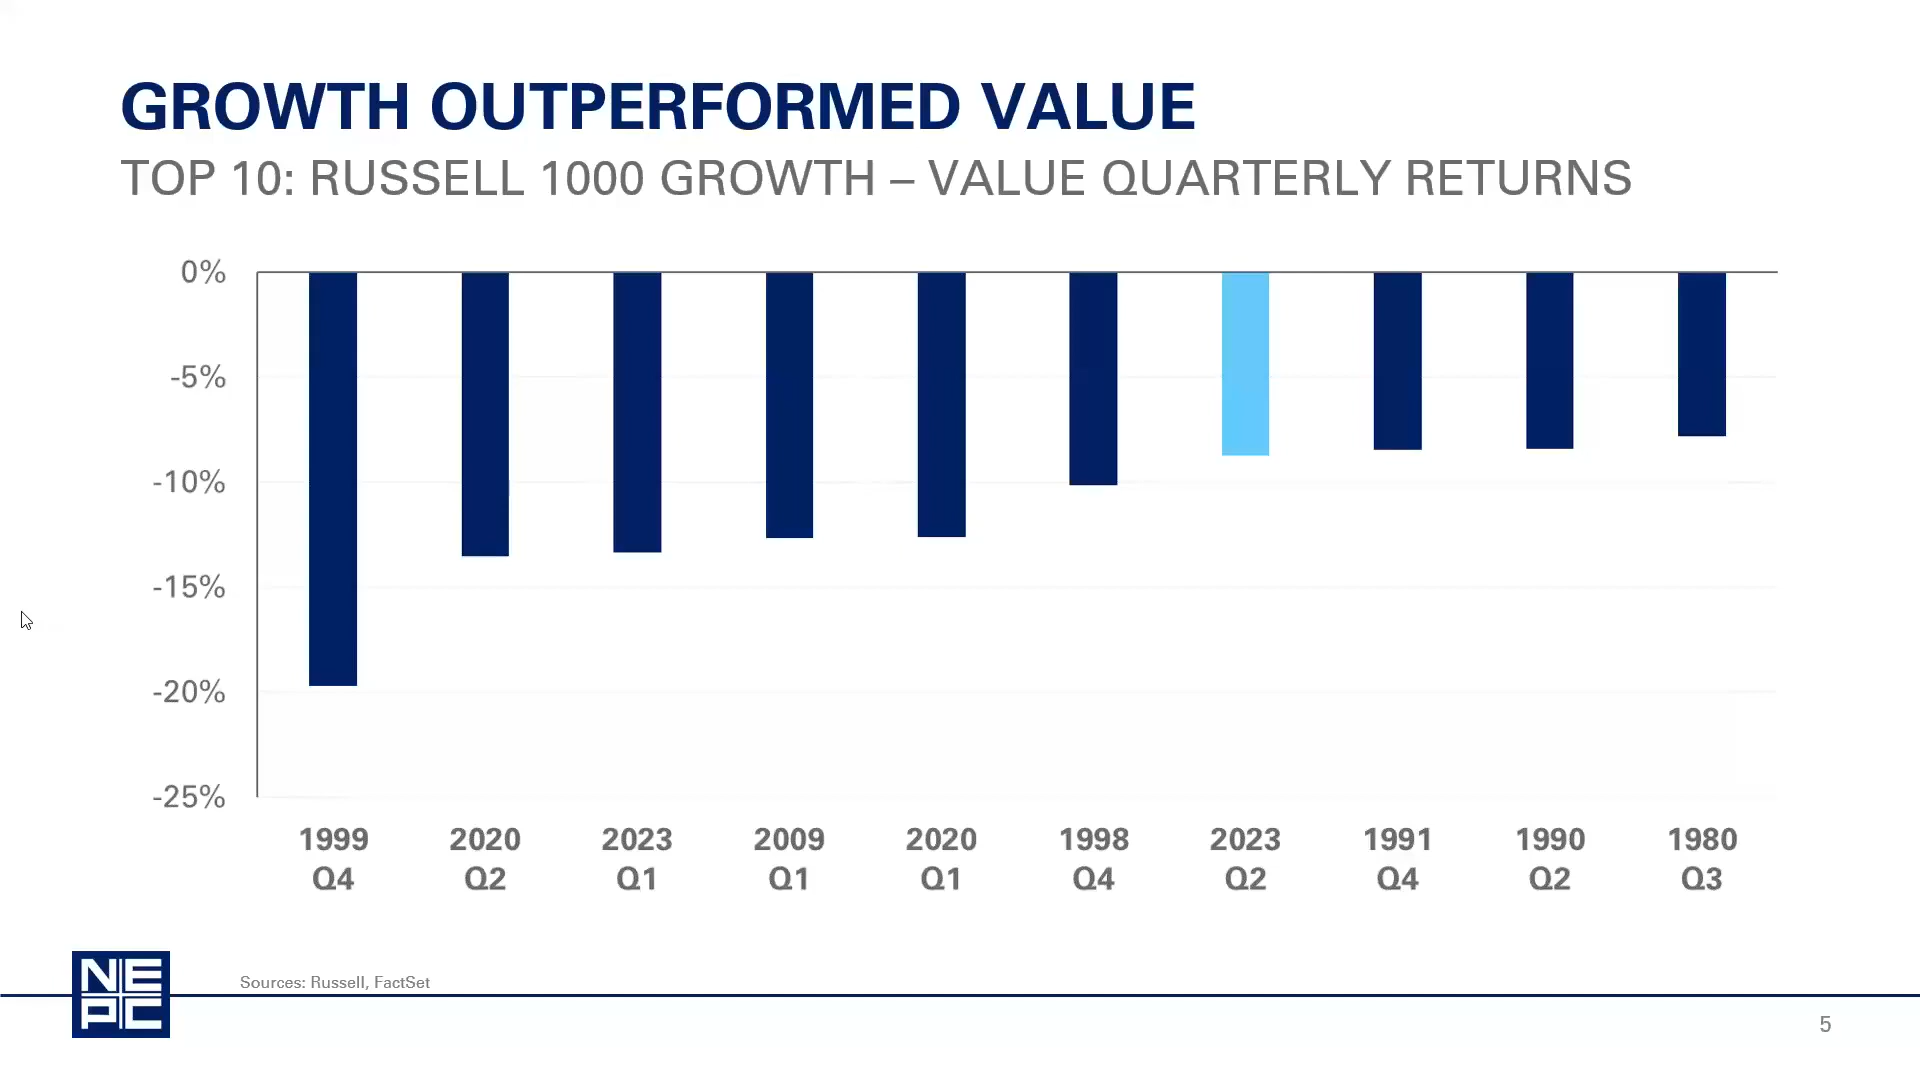 GROWTH OUTPERFORMED VALUE
TOP 10: RUSSELL 1000 GROWTH – VALUE QUARTERLY RETURNS
0%
-5%
-10%
-15%
-20%
-25%
1999 2020 2023 2009 2020 1998 2023 1991 1990 1980
Q4 Q2 Q1 Q1 Q1 Q4 Q2 Q4 Q2 Q3
NE
PC
Sources: Russell, FactSet
5